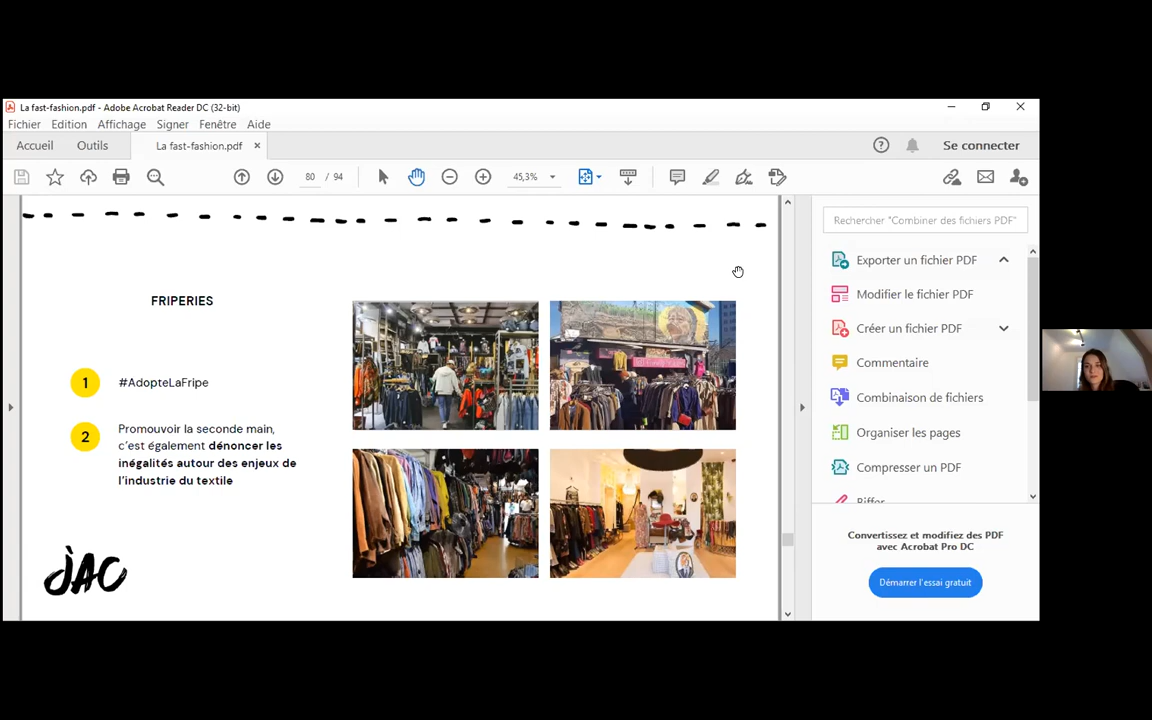 La fast-fashion.pdf - Adobe Acrobat Reader DC (32-bit)
Fichier Edition Affichage Signer Fenêtre Aide
Accueil Outils La fast-fashion.pdf × Se connecter
80 / 94 45,3%
Rechercher "Combiner des fichiers PDF"
Exporter un fichier PDF
Modifier le fichier PDF
Créer un fichier PDF
Commentaire
Combinaison de fichiers
Organiser les pages
Compresser un PDF
Biffer
Convertissez et modifiez des PDF
avec Acrobat Pro DC
Démarrer l'essai gratuit
FRIPERIES
1 #AdopteLaFripe
2 Promouvoir la seconde main,
c'est également dénoncer les
inégalités autour des enjeux de
l'industrie du textile
JAC